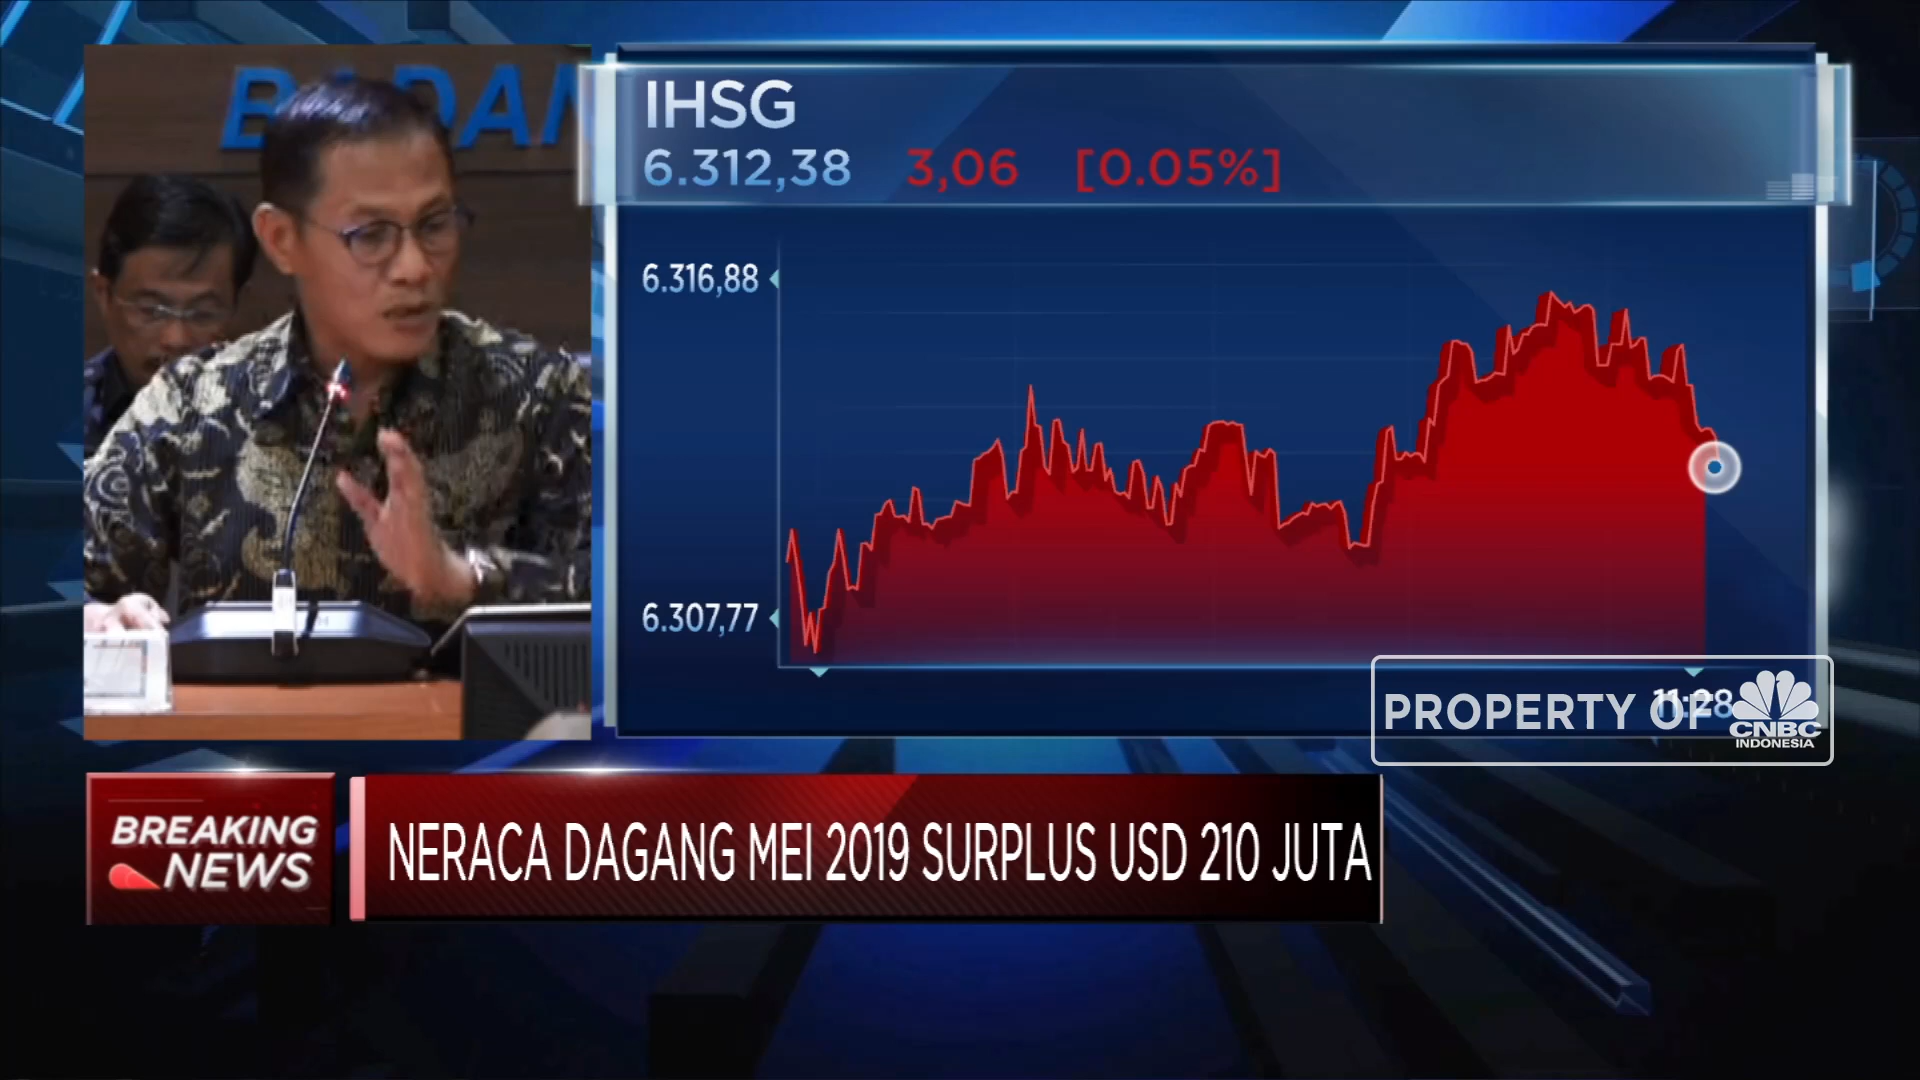 BADAN
IHSG
6.312,38 3,06 [0.05%]
6.316,88
6.307,77
11:28
PROPERTY OF CNBC
INDONESIA
BREAKING
NEWS
NERACA DAGANG MEI 2019 SURPLUS USD 210 JUTA